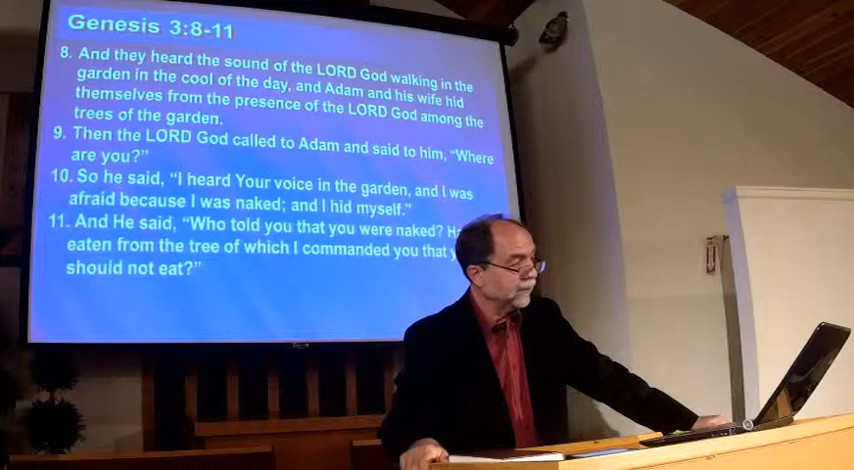 Genesis 3:8-11
8. And they heard the sound of the LORD God walking in the
garden in the cool of the day, and Adam and his wife hid
themselves from the presence of the LORD God among the
trees of the garden.
9. Then the LORD God called to Adam and said to him, “Where
are you?”
10. So he said, “I heard Your voice in the garden, and I was
afraid because I was naked; and I hid myself.”
11. And He said, “Who told you that you were naked?
eaten from the tree of which I commanded you that
should not eat?”